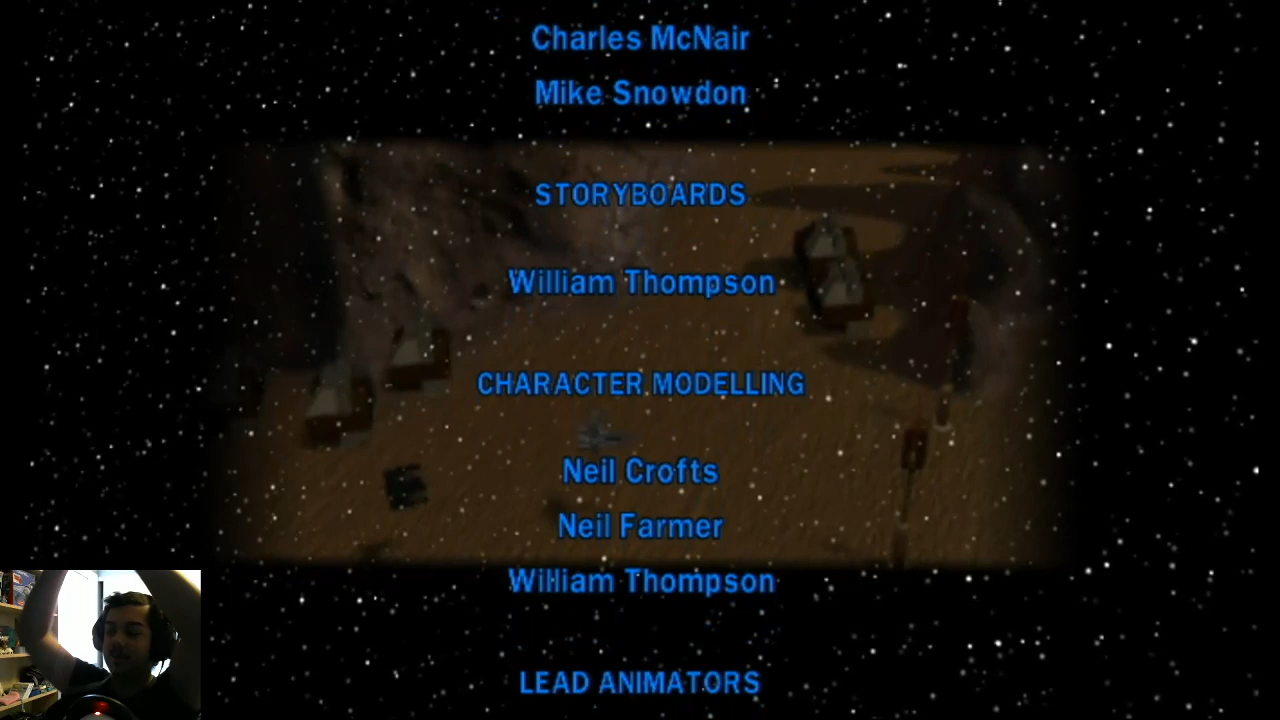 Charles McNair
Mike Snowdon
STORYBOARDS
William Thompson
CHARACTER MODELLING
Neil Crofts
Neil Farmer
William Thompson
LEAD ANIMATORS